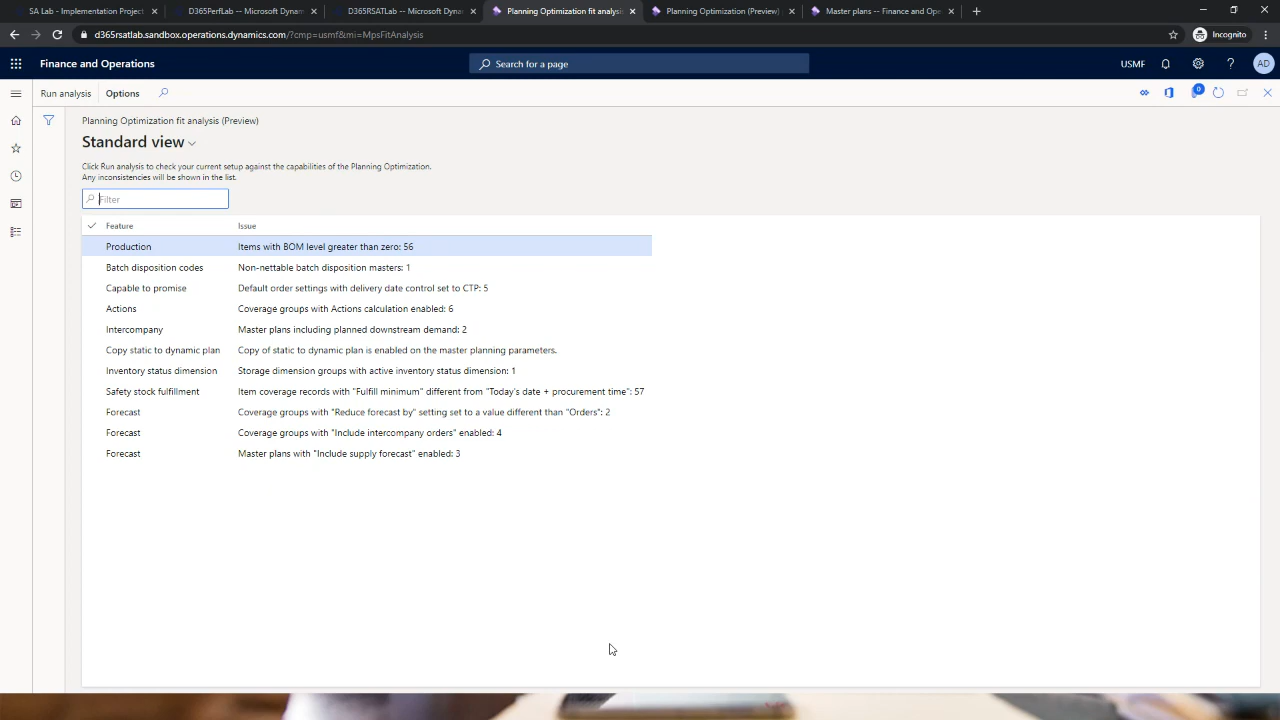 SA Lab - Implementation Project
D365PerfLab -- Microsoft Dynam
D365RSATLab -- Microsoft Dynam
Planning Optimization fit analysis
Planning Optimization (Preview)
Master plans -- Finance and Ope
d365rsatlab.sandbox.operations.dynamics.com/?cmp=usmf&mi=MpsFitAnalysis
Incognito
Finance and Operations
Search for a page
USMF
AD
Run analysis
Options
0
Planning Optimization fit analysis (Preview)
Standard view
Click Run analysis to check your current setup against the capabilities of the Planning Optimization.
Any inconsistencies will be shown in the list.
Filter
Feature Issue
Production Items with BOM level greater than zero: 56
Batch disposition codes Non-nettable batch disposition masters: 1
Capable to promise Default order settings with delivery date control set to CTP: 5
Actions Coverage groups with Actions calculation enabled: 6
Intercompany Master plans including planned downstream demand: 2
Copy static to dynamic plan Copy of static to dynamic plan is enabled on the master planning parameters.
Inventory status dimension Storage dimension groups with active inventory status dimension: 1
Safety stock fulfillment Item coverage records with "Fulfill minimum" different from "Today's date + procurement time": 57
Forecast Coverage groups with "Reduce forecast by" setting set to a value different than "Orders": 2
Forecast Coverage groups with "Include intercompany orders" enabled: 4
Forecast Master plans with "Include supply forecast" enabled: 3